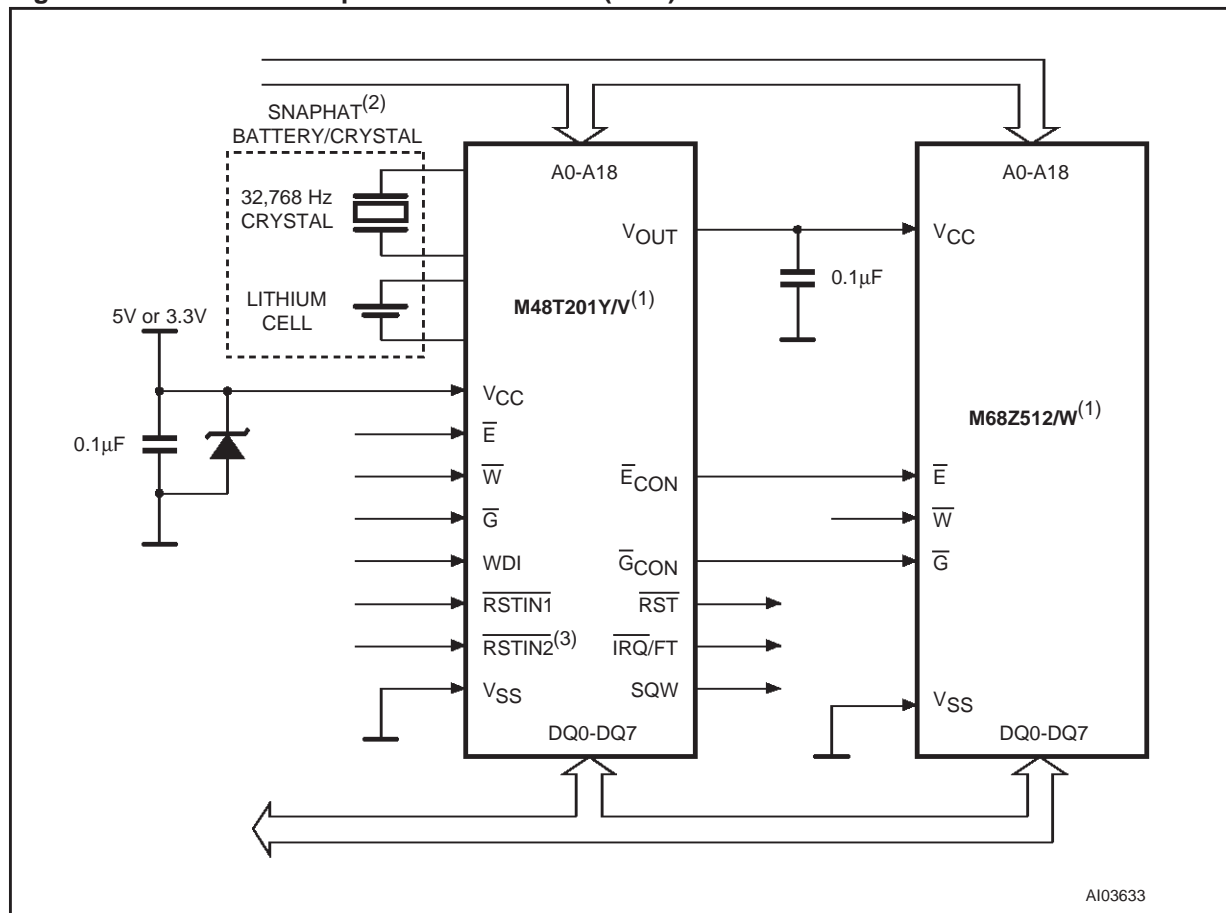 SNAPHAT(2)
BATTERY/CRYSTAL
32,768 Hz
CRYSTAL
LITHIUM
CELL
5V or 3.3V
0.1μF
A0-A18
VOUT
M48T201Y/V(1)
VCC
E
W
G
WDI
RSTIN1
RSTIN2(3)
VSS
ECON
GCON
RST
IRQ/FT
SQW
DQ0-DQ7
0.1μF
A0-A18
VCC
M68Z512/W(1)
E
W
G
VSS
DQ0-DQ7
AI03633